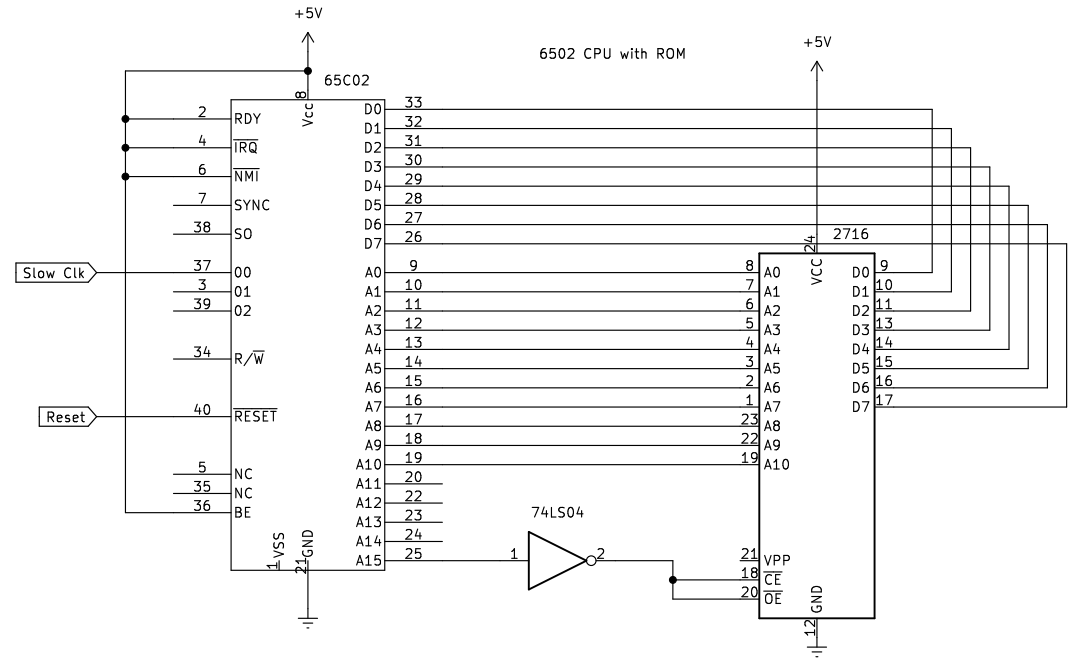 +5V
6502 CPU with ROM
+5V
65C02
8
Vcc
2 RDY
4 IRQ
6 NMI
7 SYNC
38 SO
Slow Clk
37 00
3 01
39 02
34 R/W
Reset
40 RESET
5 NC
35 NC
36 BE
1 VSS
21 GND
D0 33
D1 32
D2 31
D3 30
D4 29
D5 28
D6 27
D7 26
A0 9
A1 10
A2 11
A3 12
A4 13
A5 14
A6 15
A7 16
A8 17
A9 18
A10 19
A11 20
A12 22
A13 23
A14 24
A15 25
74LS04
1
2
24
VCC
2716
8 A0
7 A1
6 A2
5 A3
4 A4
3 A5
2 A6
1 A7
23 A8
22 A9
19 A10
21 VPP
18 CE
20 OE
12 GND
D0 9
D1 10
D2 11
D3 13
D4 14
D5 15
D6 16
D7 17